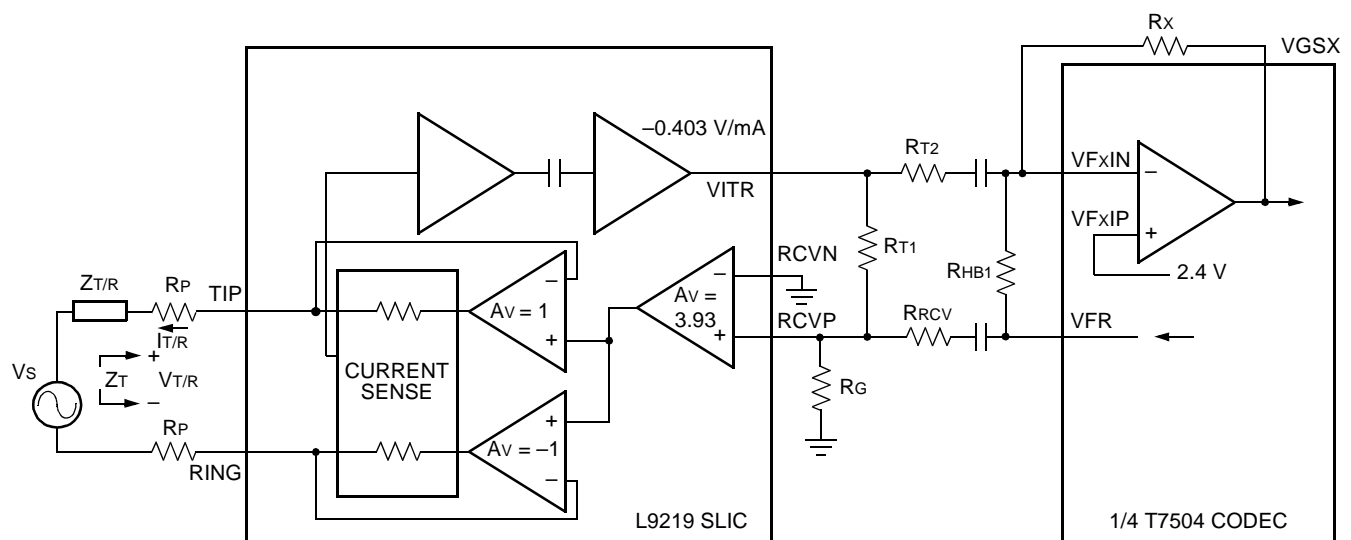 RX
VGSX
–0.403 V/mA
RT2
VITR
VFXIN
–
VFXIP
+
2.4 V
RT1
RHB1
RCVN
–
AV =
3.93
+
RCVP
RRCV
VFR
RG
ZT/R
RP
TIP
IT/R
+
ZT
VT/R
–
VS
RP
RING
–
AV = 1
+
CURRENT
SENSE
+
AV = –1
–
L9219 SLIC
1/4 T7504 CODEC